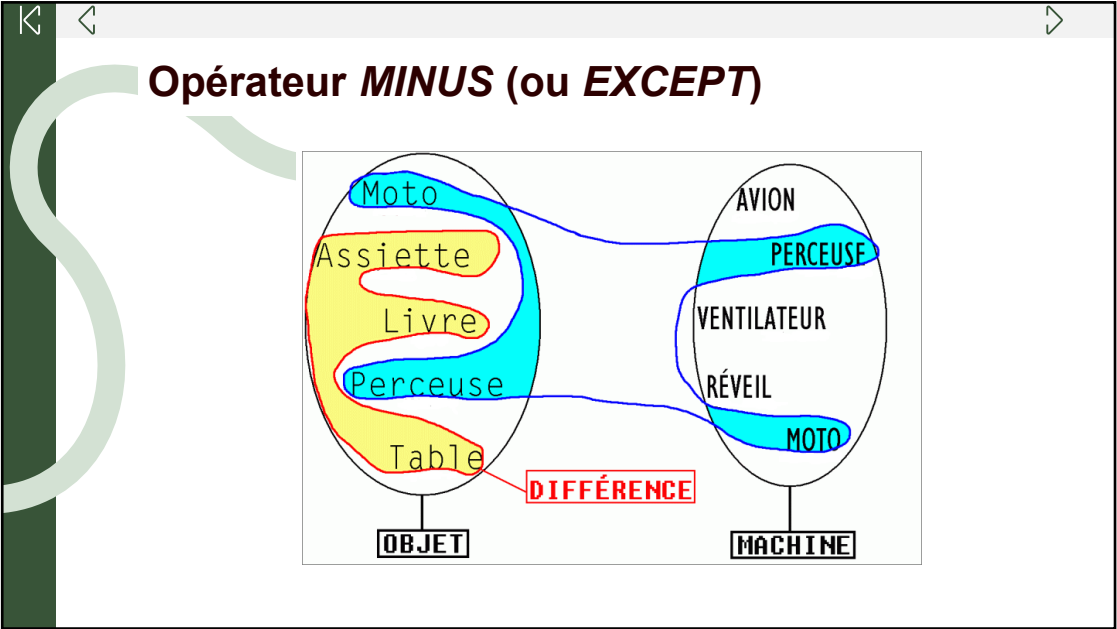 Opérateur MINUS (ou EXCEPT)
Moto
Assiette
Livre
Perceuse
Table
DIFFÉRENCE
OBJET
AVION
PERCEUSE
VENTILATEUR
RÉVEIL
MOTO
MACHINE